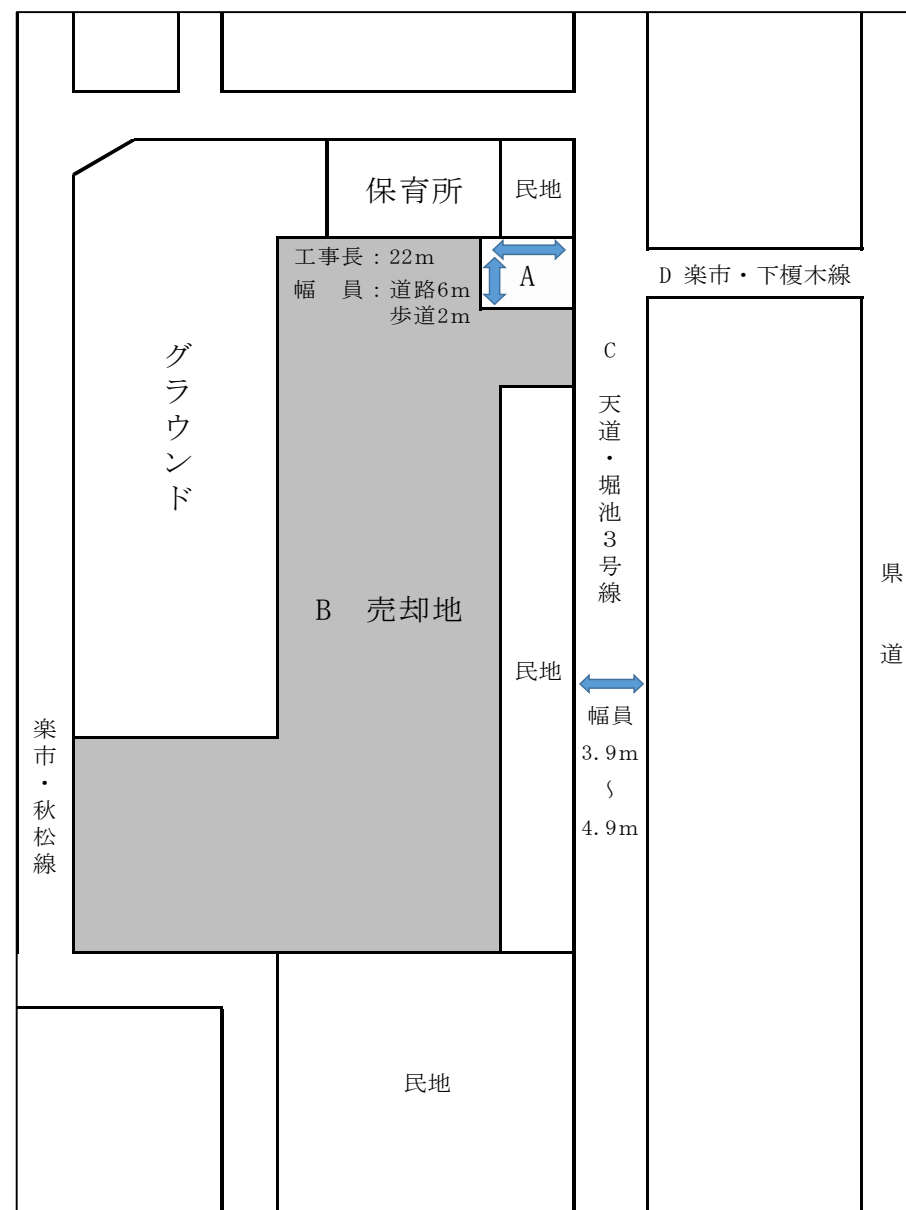 保育所
民地
工事長：22m
幅　員：道路6m
歩道2m
A
D 楽市・下榎木線
グラウンド
C 天道・堀池3号線
B　売却地
県道
民地
幅員
3.9m
～
4.9m
楽市・秋松線
民地